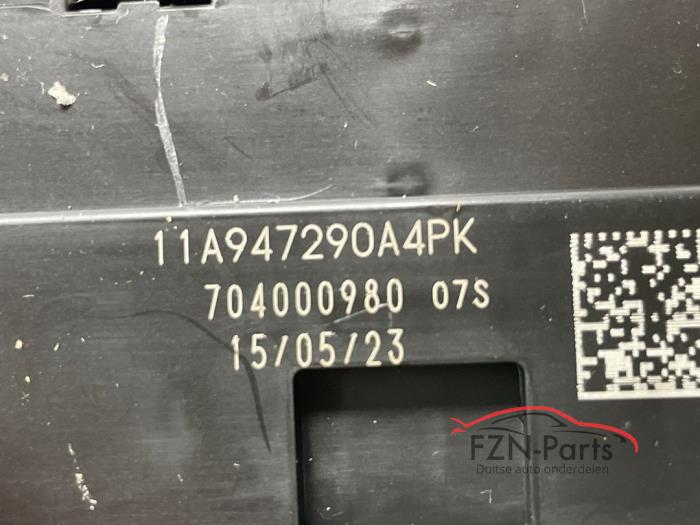 11A947290A4PK
704000980 07S
15/05/23
FZN-Parts
Duitse auto onderdelen